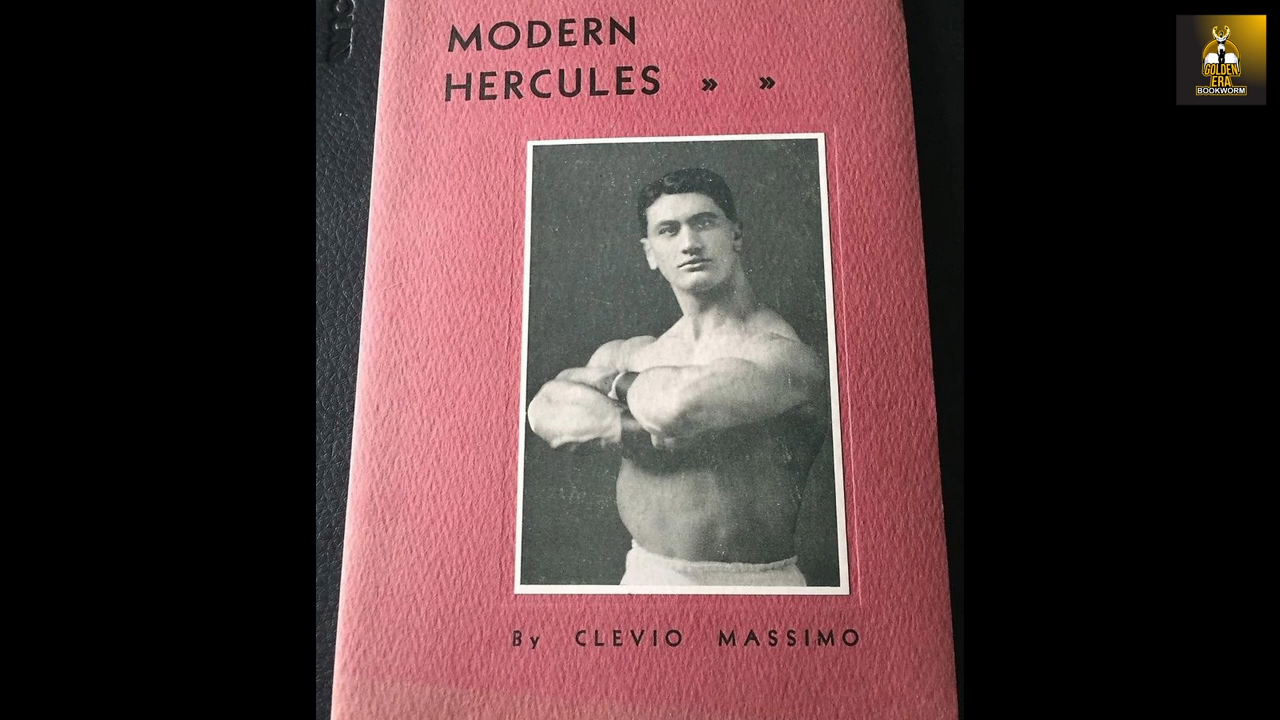 MODERN
HERCULES » »
By CLEVIO MASSIMO
GOLDEN
ERA
BOOKWORM